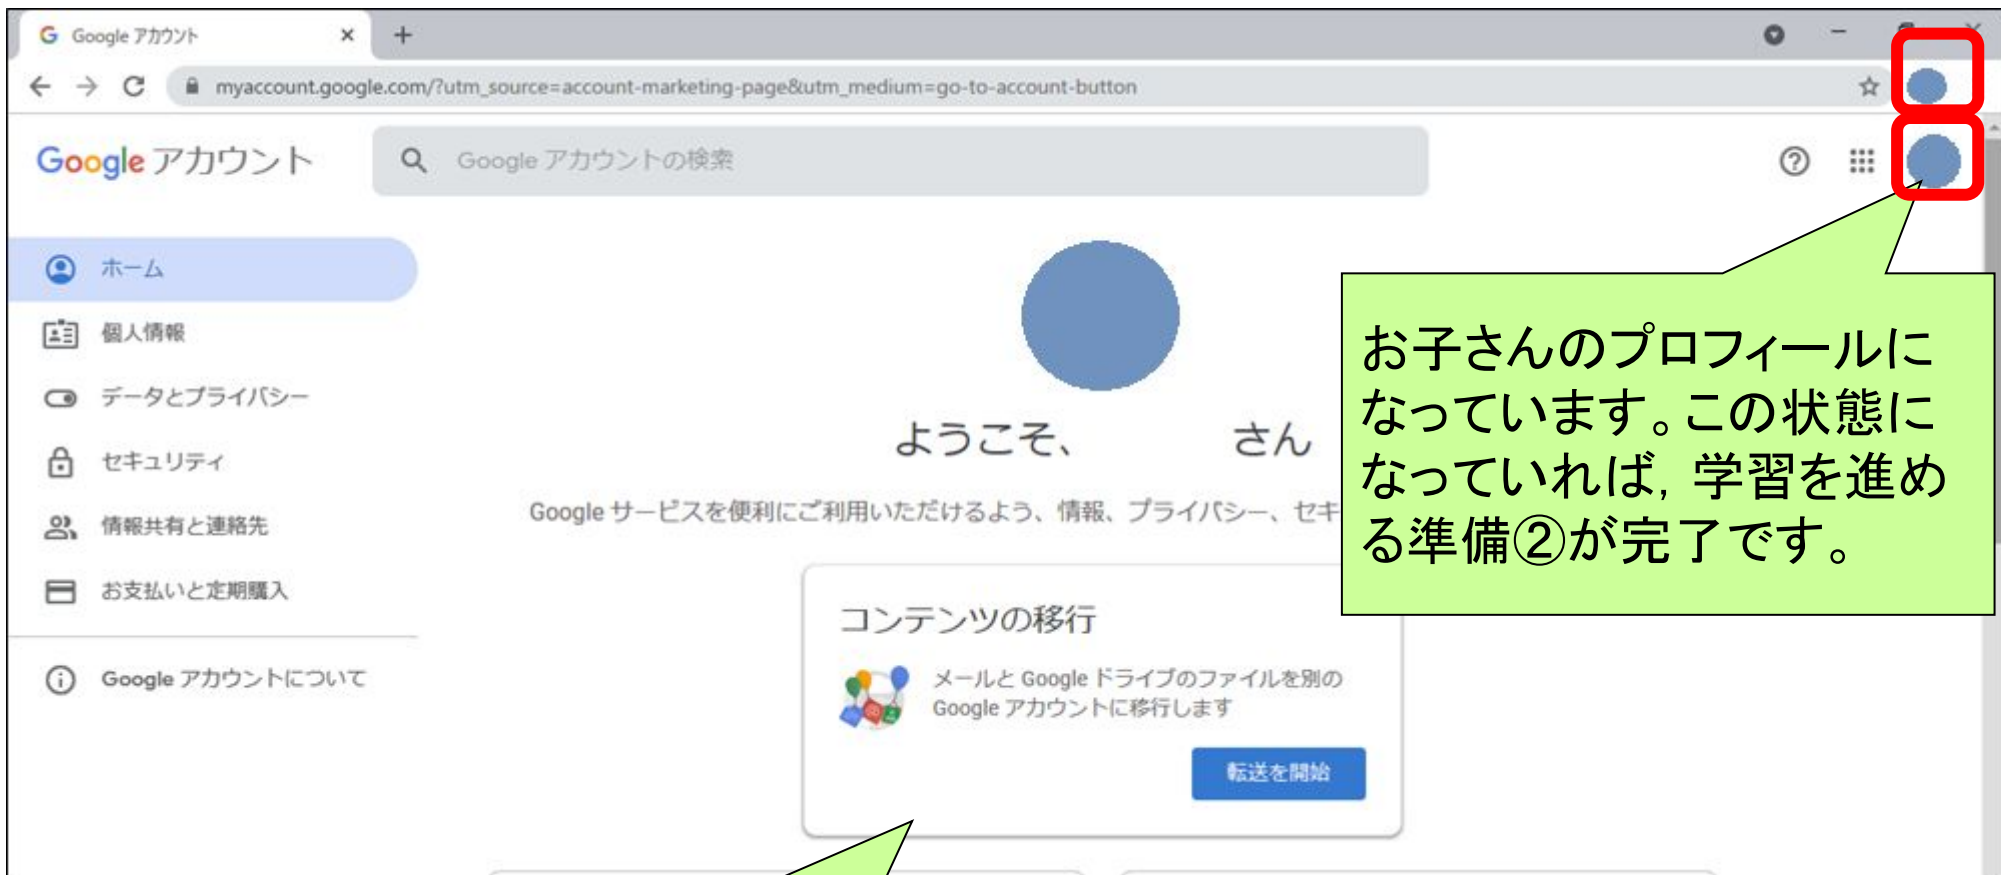 Google アカウント
myaccount.google.com/?utm_source=account-marketing-page&utm_medium=go-to-account-button
Google アカウント
Google アカウントの検索
ホーム
個人情報
データとプライバシー
セキュリティ
情報共有と連絡先
お支払いと定期購入
Google アカウントについて
ようこそ、 さん
Google サービスを便利にご利用いただけるよう、情報、プライバシー、セキ
コンテンツの移行
メールと Google ドライブのファイルを別の
Google アカウントに移行します
転送を開始
お子さんのプロフィールに
なっています。この状態に
なっていれば，学習を進め
る準備②が完了です。